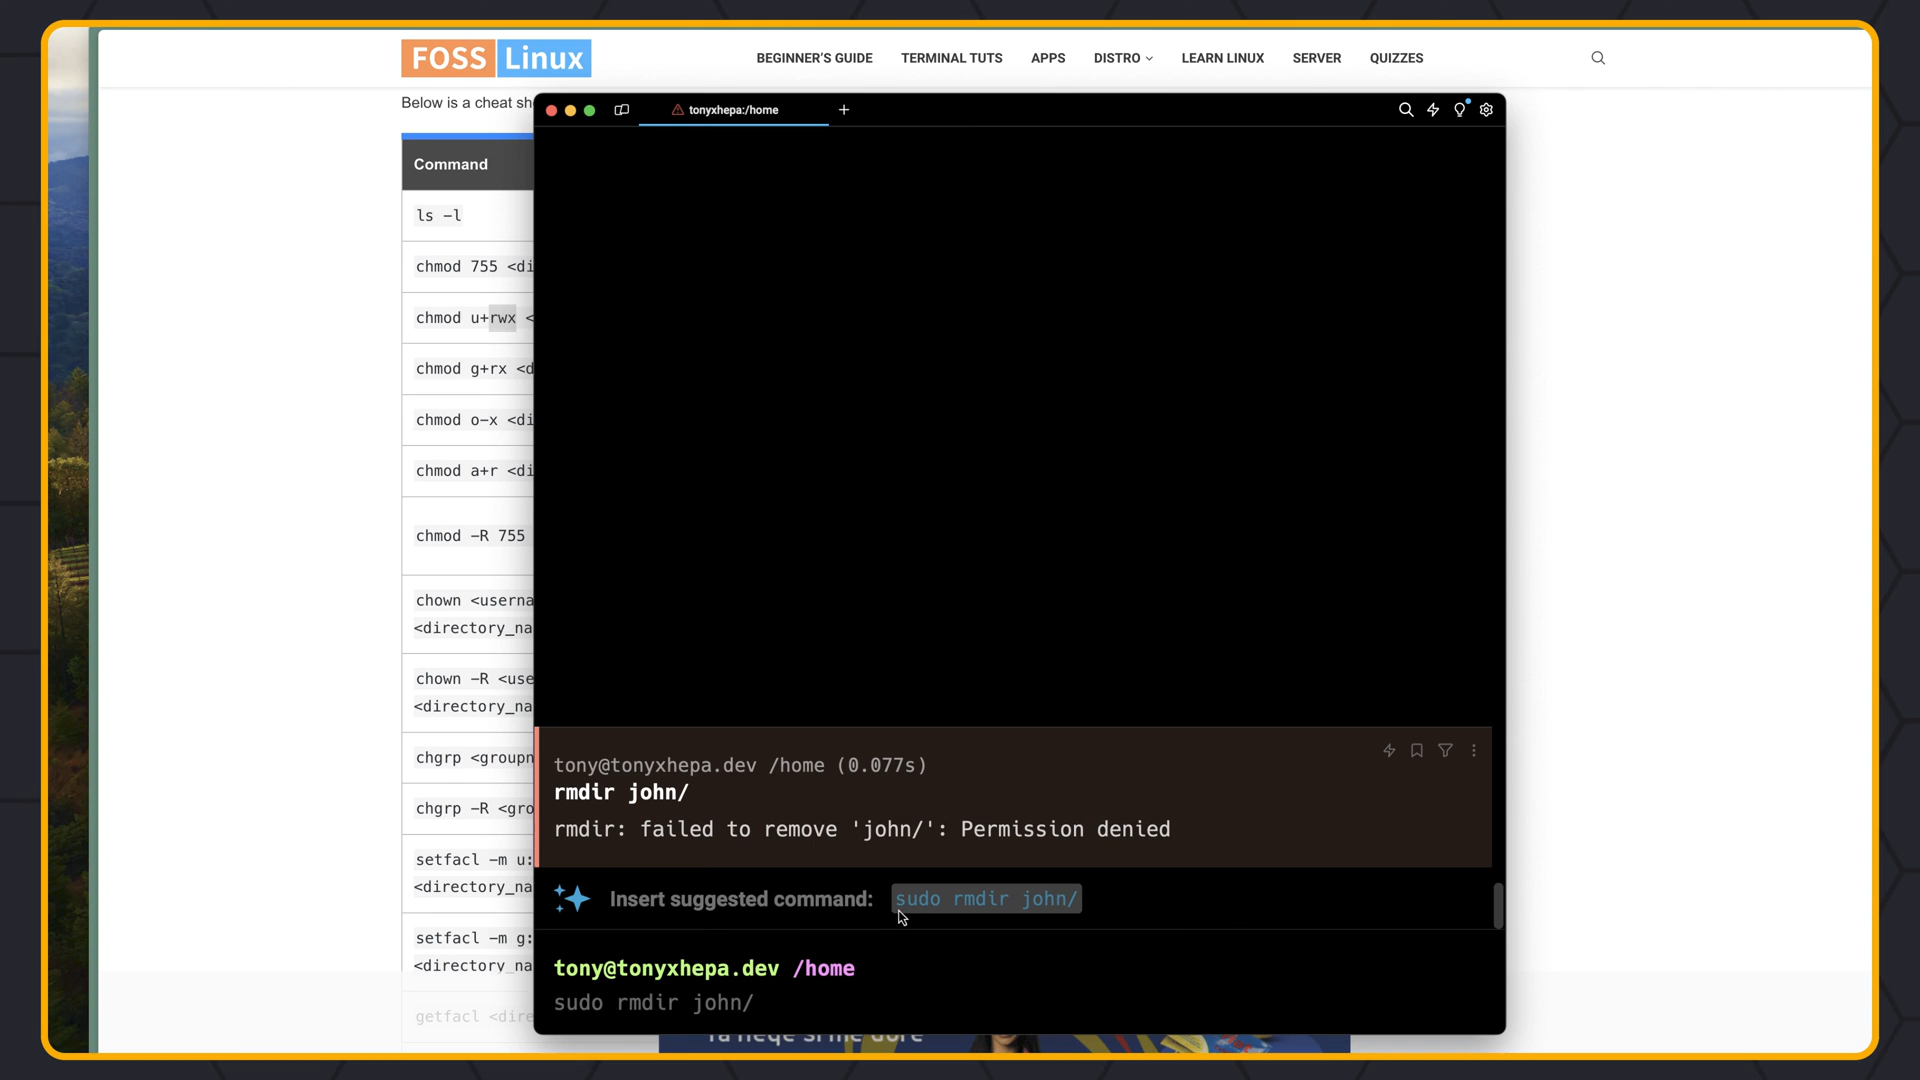 FOSS Linux
BEGINNER'S GUIDE TERMINAL TUTS APPS DISTRO LEARN LINUX SERVER QUIZZES
Below is a cheat sh
tonyxhepa:/home
Command
ls -l
chmod 755 <di
chmod u+rwx <
chmod g+rx <d
chmod o-x <di
chmod a+r <di
chmod -R 755
chown <userna
<directory_na
chown -R <use
<directory_na
chgrp <groupn
chgrp -R <gro
setfacl -m u:
<directory_na
setfacl -m g:
<directory_na
getfacl <dire
tony@tonyxhepa.dev /home (0.077s)
rmdir john/
rmdir: failed to remove 'john/': Permission denied
Insert suggested command: sudo rmdir john/
tony@tonyxhepa.dev /home
sudo rmdir john/